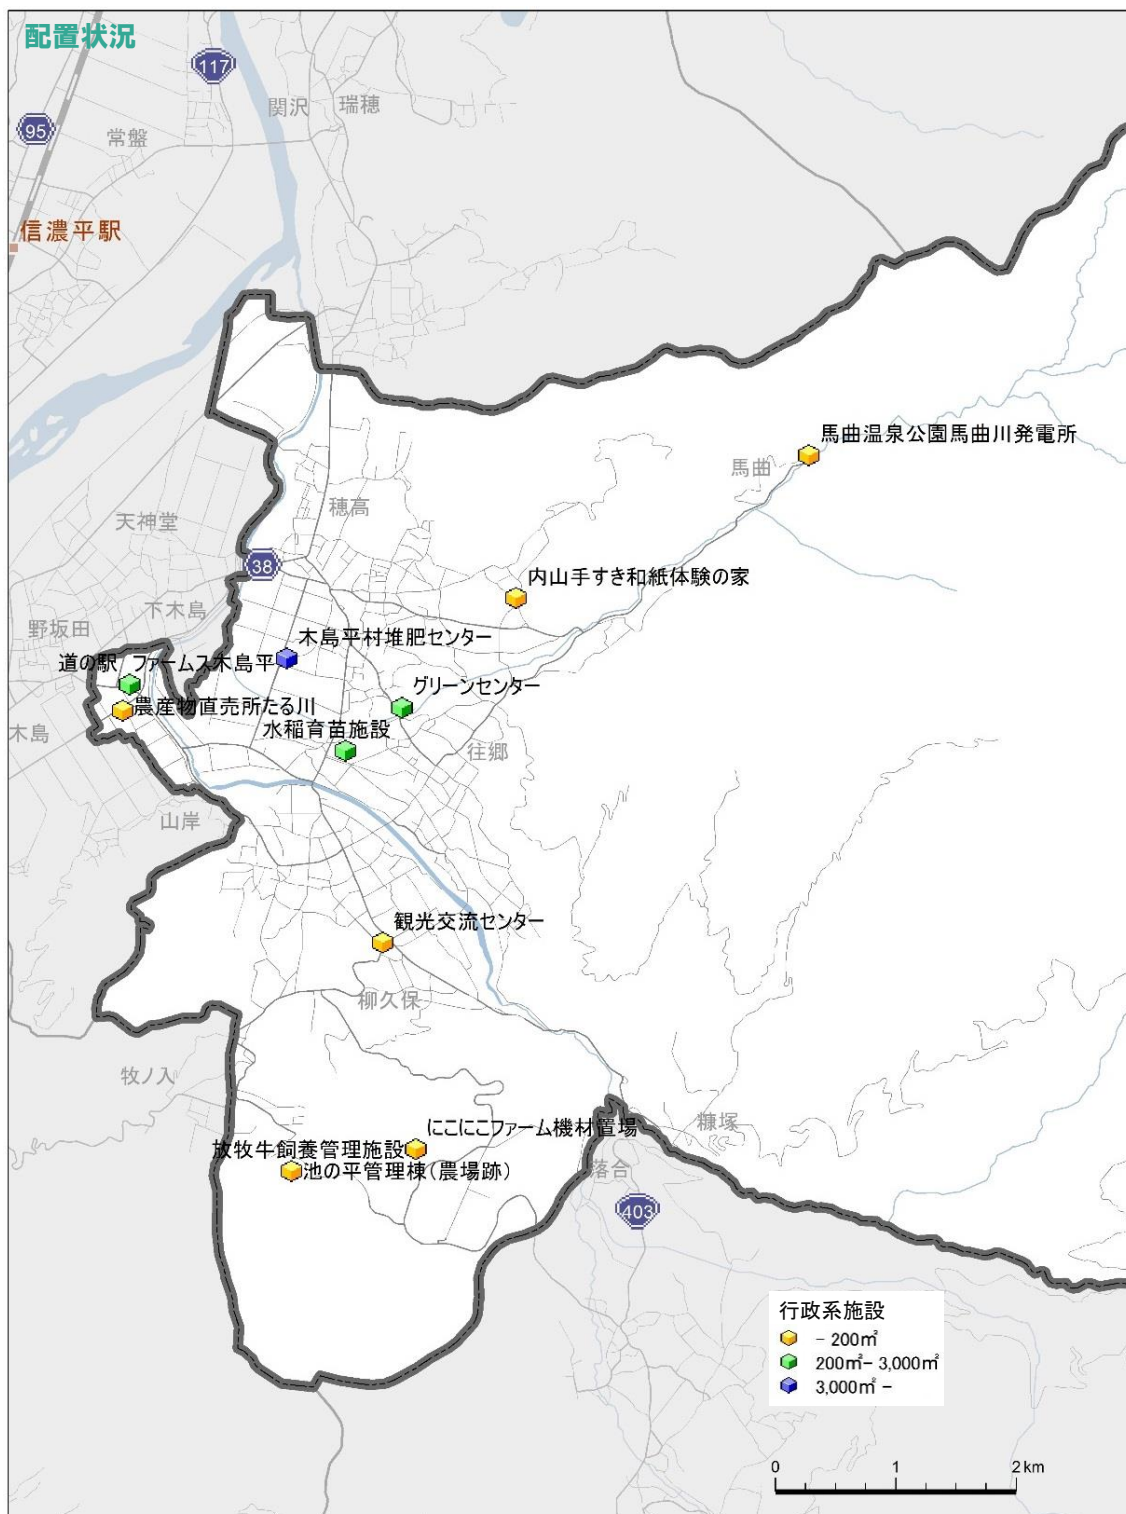 配置状況
117
関沢
瑞穂
95
常盤
信濃平駅
馬曲温泉公園馬曲川発電所
馬曲
穂高
天神堂
38
内山手すき和紙体験の家
下木島
野坂田
木島平村堆肥センター
道の駅 ファームス木島平
グリーンセンター
農産物直売所たる川
木島
水稲育苗施設
往郷
山岸
観光交流センター
柳久保
牧ノ入
糠塚
にこにこファーム機材置場
放牧牛飼養管理施設
池の平管理棟(農場跡)
落合
403
行政系施設
- 200㎡
200㎡- 3,000㎡
3,000㎡ -
0 1 2 km